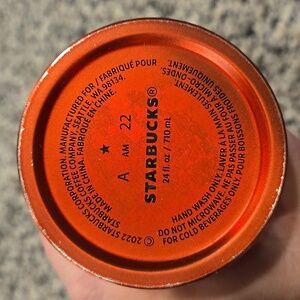 © 2022 STARBUCKS CORPORATION. MANUFACTURED FOR / FABRIQUÉ POUR
STARBUCKS COFFEE COMPANY, SEATTLE, WA 98134.
MADE IN CHINA. FABRIQUÉ EN CHINE.
★
A AM 22
STARBUCKS®
24 fl oz / 710 mL
HAND WASH ONLY. LAVER À LA MAIN SEULEMENT.
DO NOT MICROWAVE. NE PAS PASSER AU MICRO-ONDES.
FOR COLD BEVERAGES ONLY. POUR BOISSONS FROIDES UNIQUEMENT.